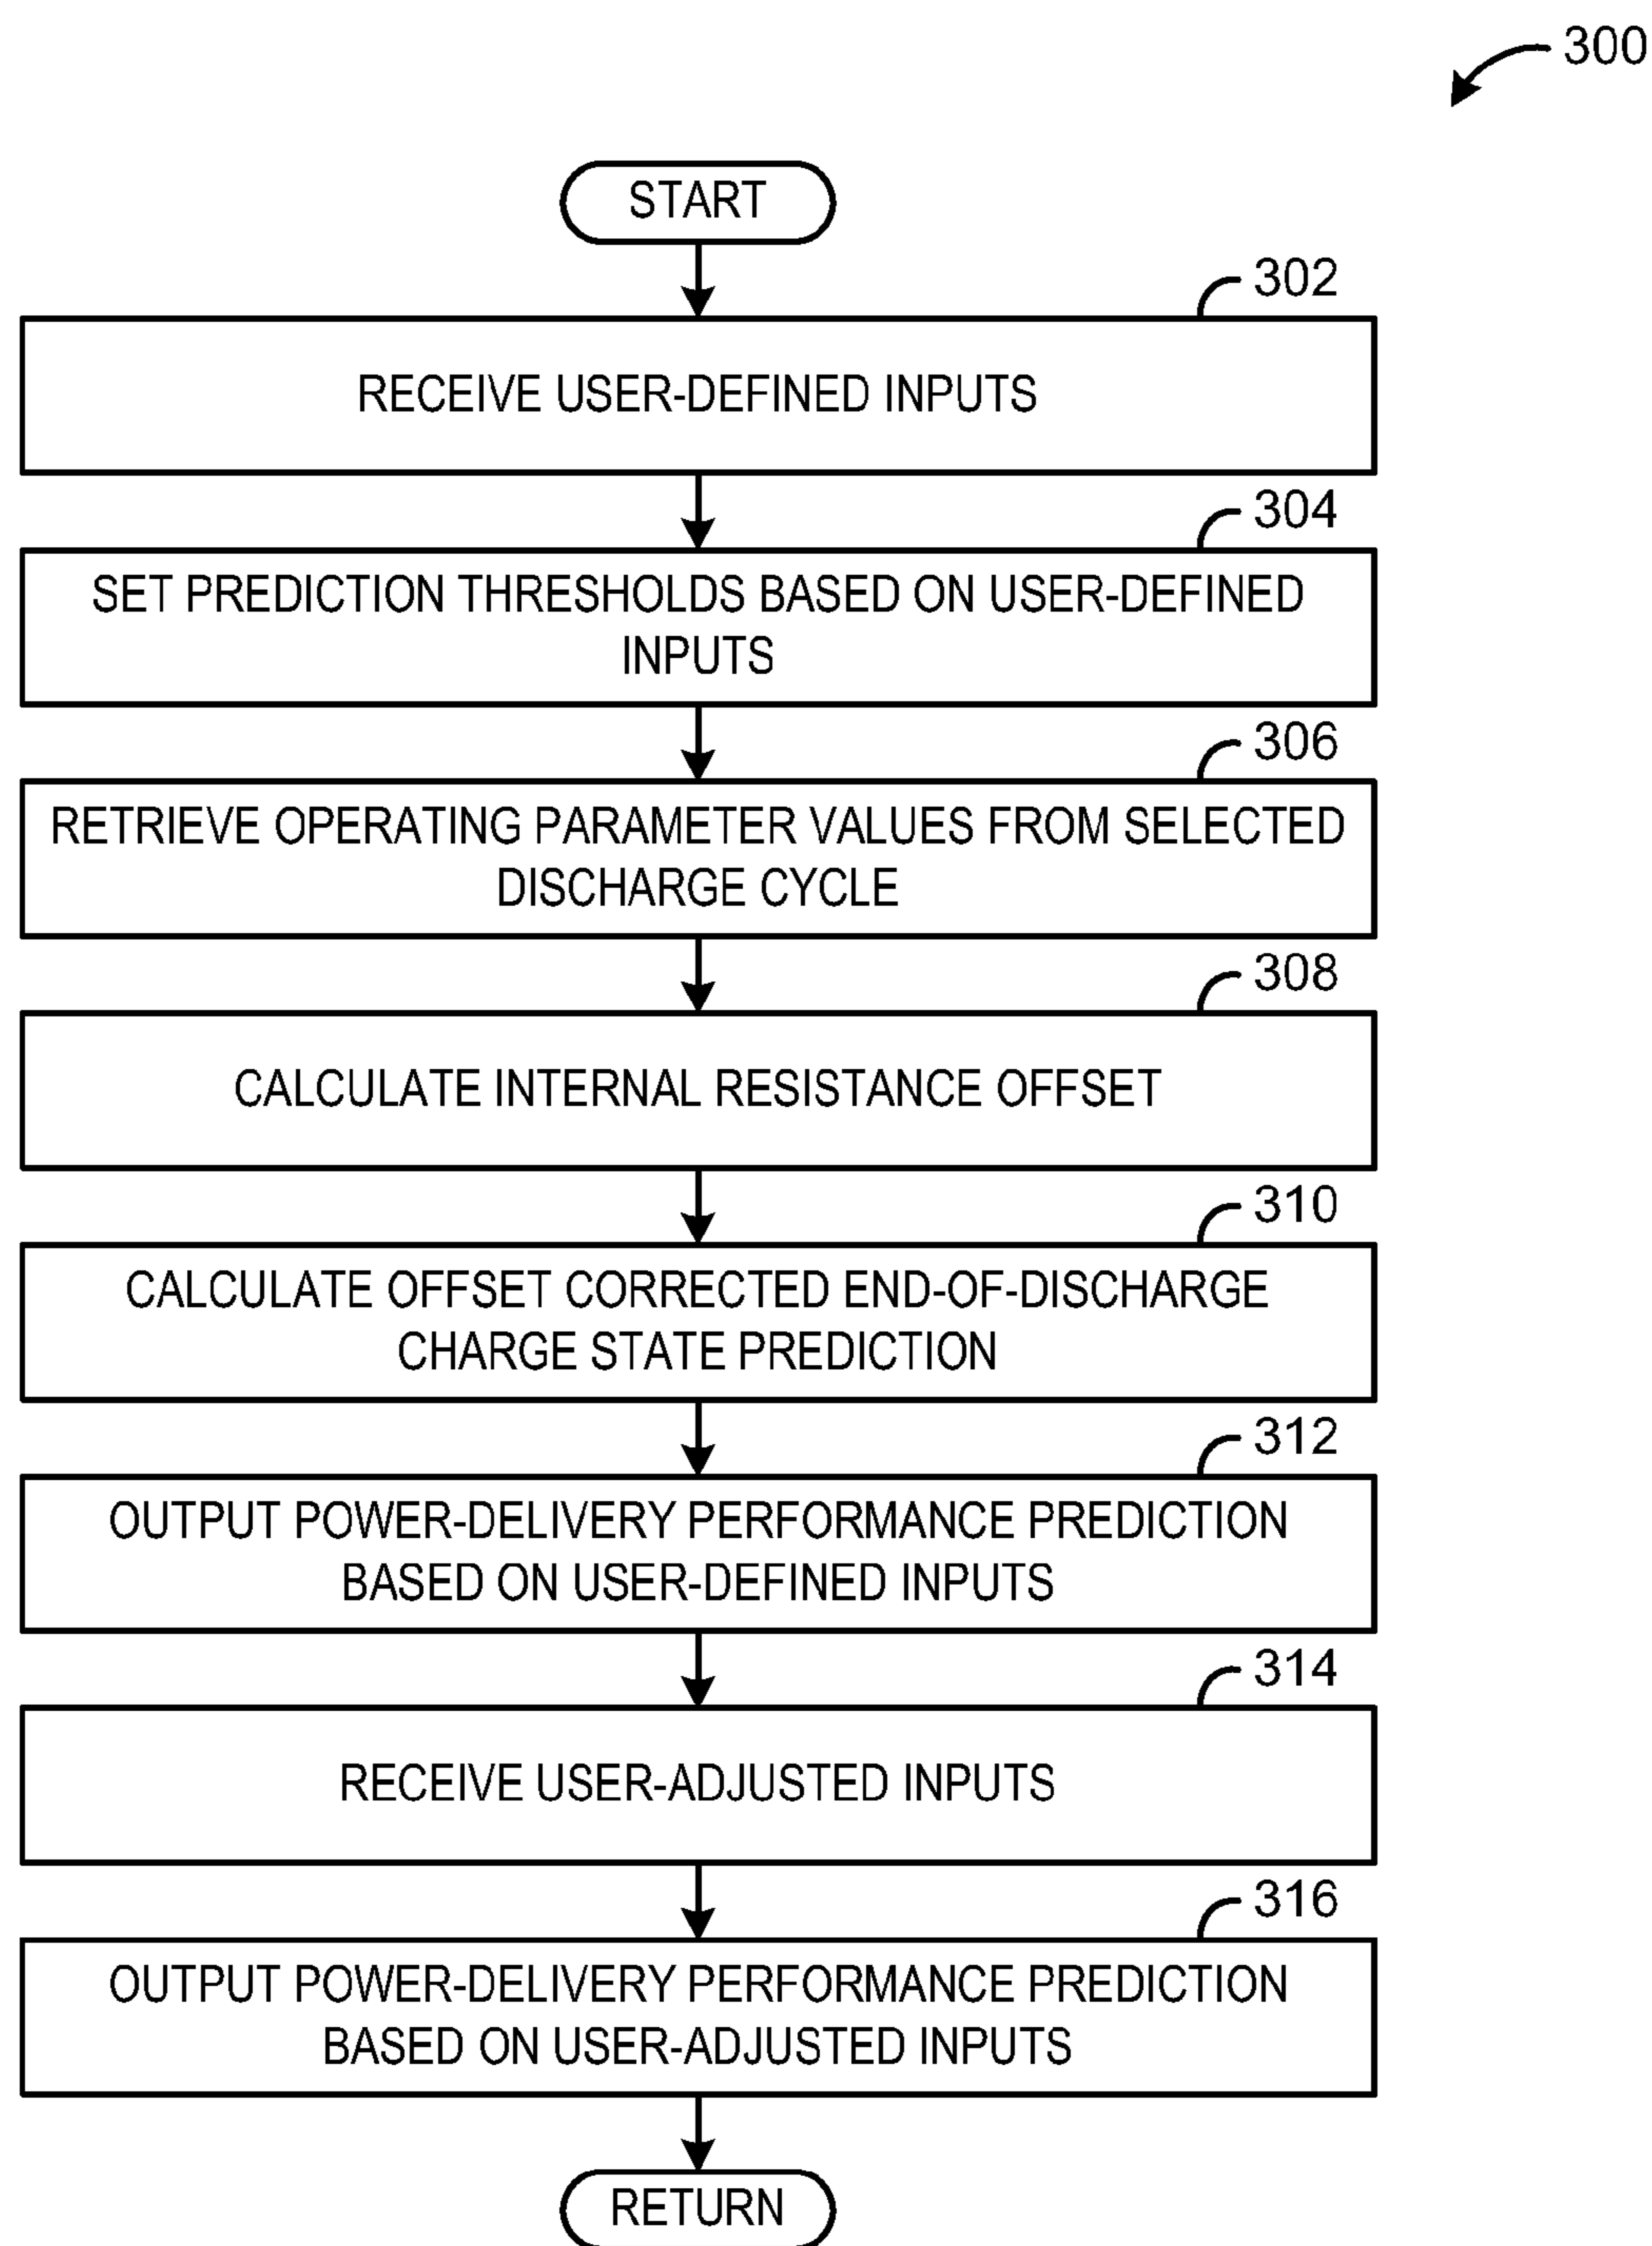 300
START
302
RECEIVE USER-DEFINED INPUTS
304
SET PREDICTION THRESHOLDS BASED ON USER-DEFINED
INPUTS
306
RETRIEVE OPERATING PARAMETER VALUES FROM SELECTED
DISCHARGE CYCLE
308
CALCULATE INTERNAL RESISTANCE OFFSET
310
CALCULATE OFFSET CORRECTED END-OF-DISCHARGE
CHARGE STATE PREDICTION
312
OUTPUT POWER-DELIVERY PERFORMANCE PREDICTION
BASED ON USER-DEFINED INPUTS
314
RECEIVE USER-ADJUSTED INPUTS
316
OUTPUT POWER-DELIVERY PERFORMANCE PREDICTION
BASED ON USER-ADJUSTED INPUTS
RETURN